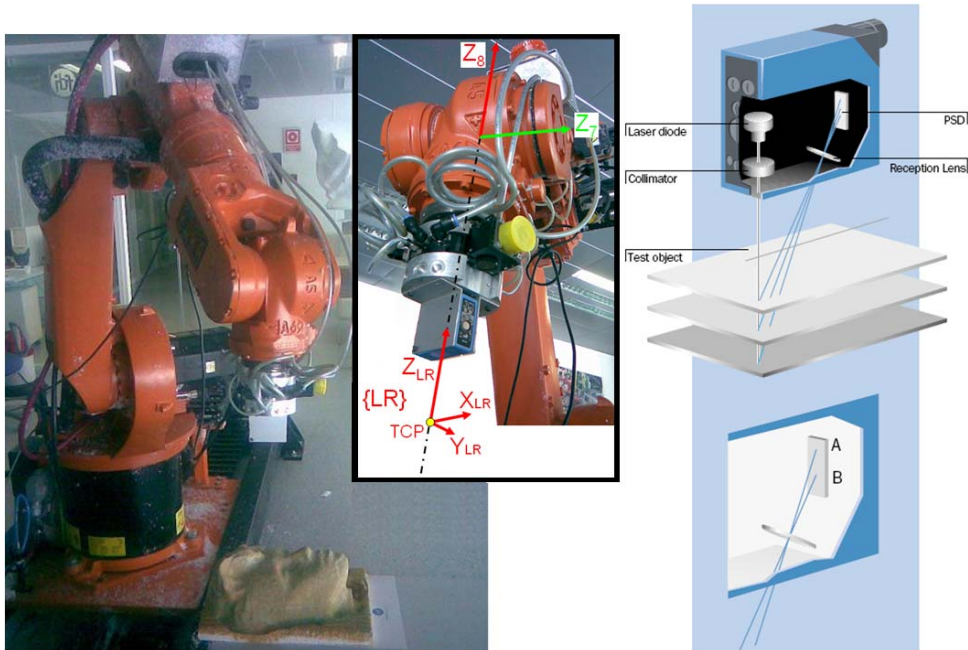 Z8
Z7
ZLR
{LR}
XLR
TCP
YLR
Laser diode
PSD
Collimator
Reception Lens
Test object
A
B